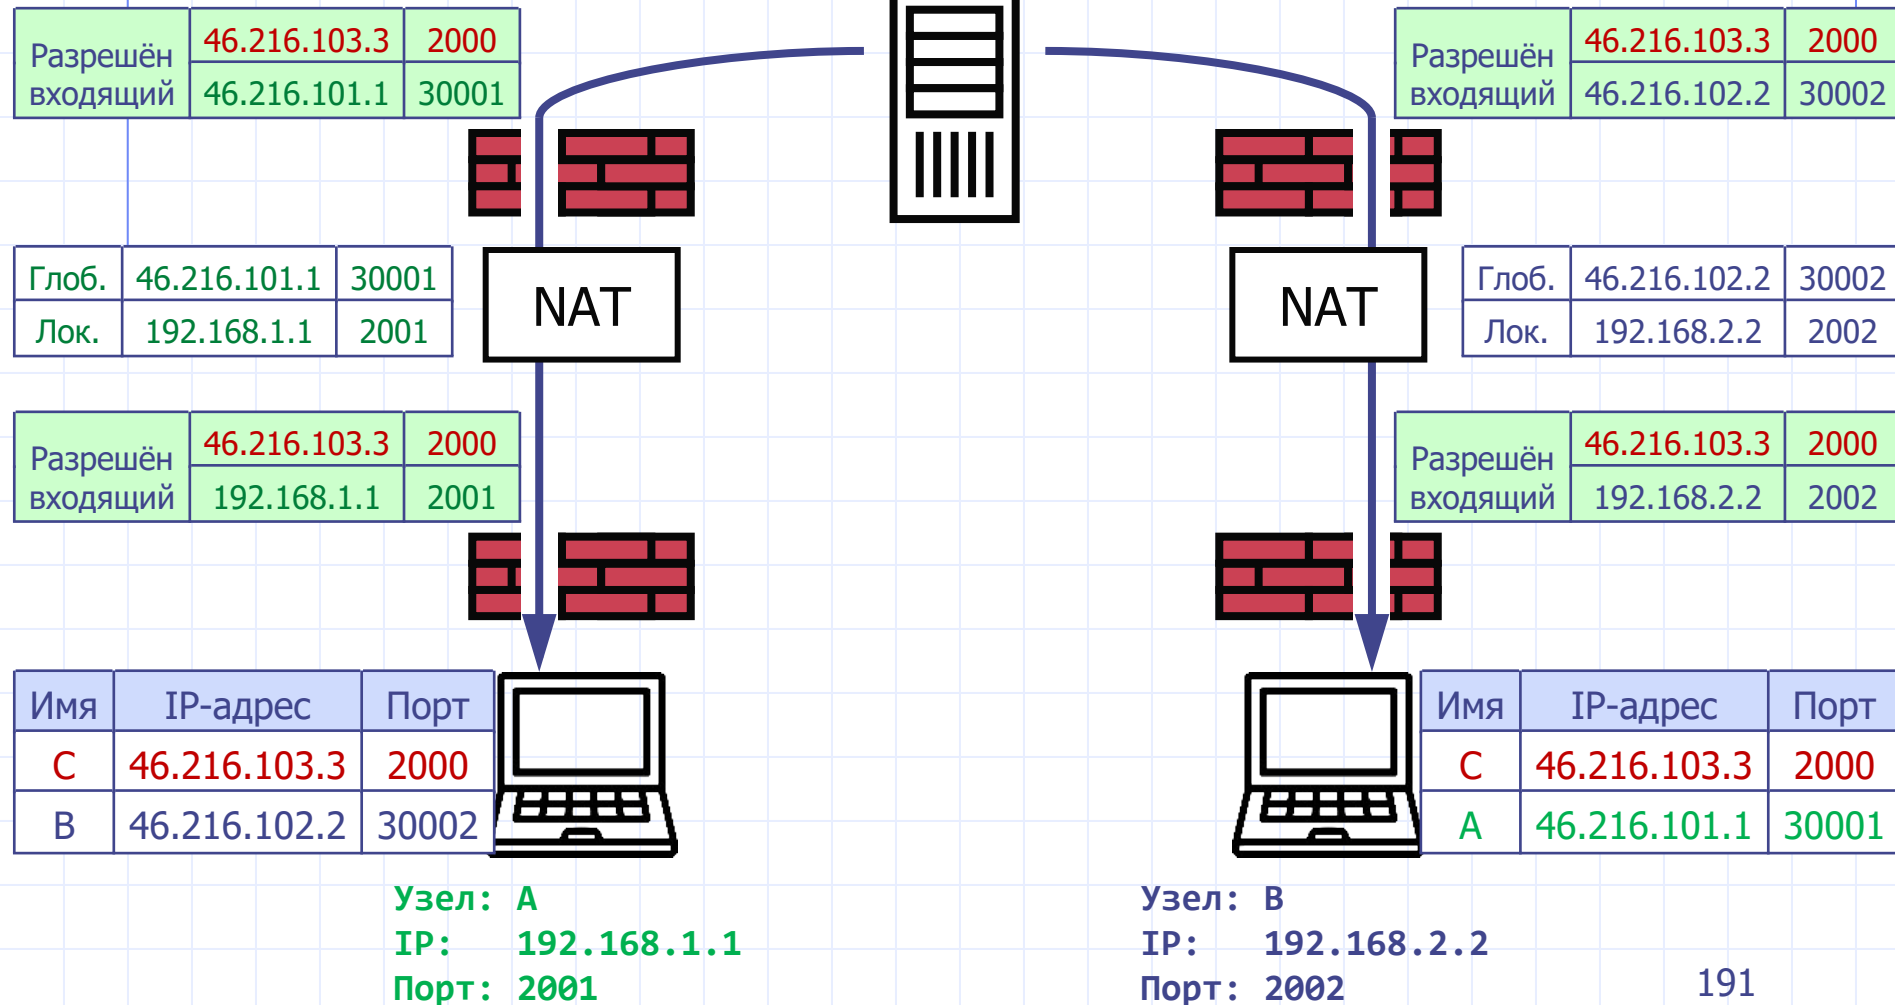 Разрешён входящий 46.216.103.3 2000
46.216.101.1 30001
Разрешён входящий 46.216.103.3 2000
46.216.102.2 30002
Глоб. 46.216.101.1 30001
Лок. 192.168.1.1 2001
NAT
NAT
Глоб. 46.216.102.2 30002
Лок. 192.168.2.2 2002
Разрешён входящий 46.216.103.3 2000
192.168.1.1 2001
Разрешён входящий 46.216.103.3 2000
192.168.2.2 2002
Имя IP-адрес Порт
C 46.216.103.3 2000
B 46.216.102.2 30002
Имя IP-адрес Порт
C 46.216.103.3 2000
A 46.216.101.1 30001
Узел: A
IP: 192.168.1.1
Порт: 2001
Узел: B
IP: 192.168.2.2
Порт: 2002
191